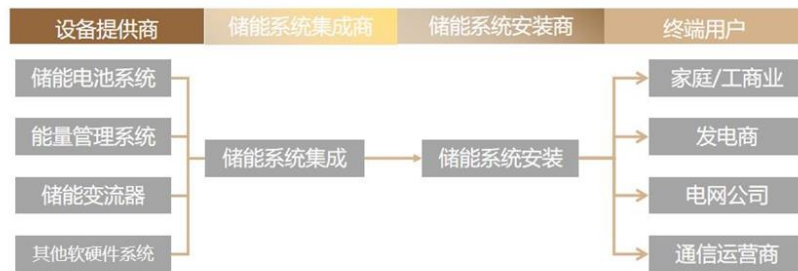 设备提供商 储能系统集成商 储能系统安装商 终端用户
储能电池系统 家庭/工商业
能量管理系统 发电商
储能系统集成 储能系统安装
储能变流器 电网公司
其他软硬件系统 通信运营商